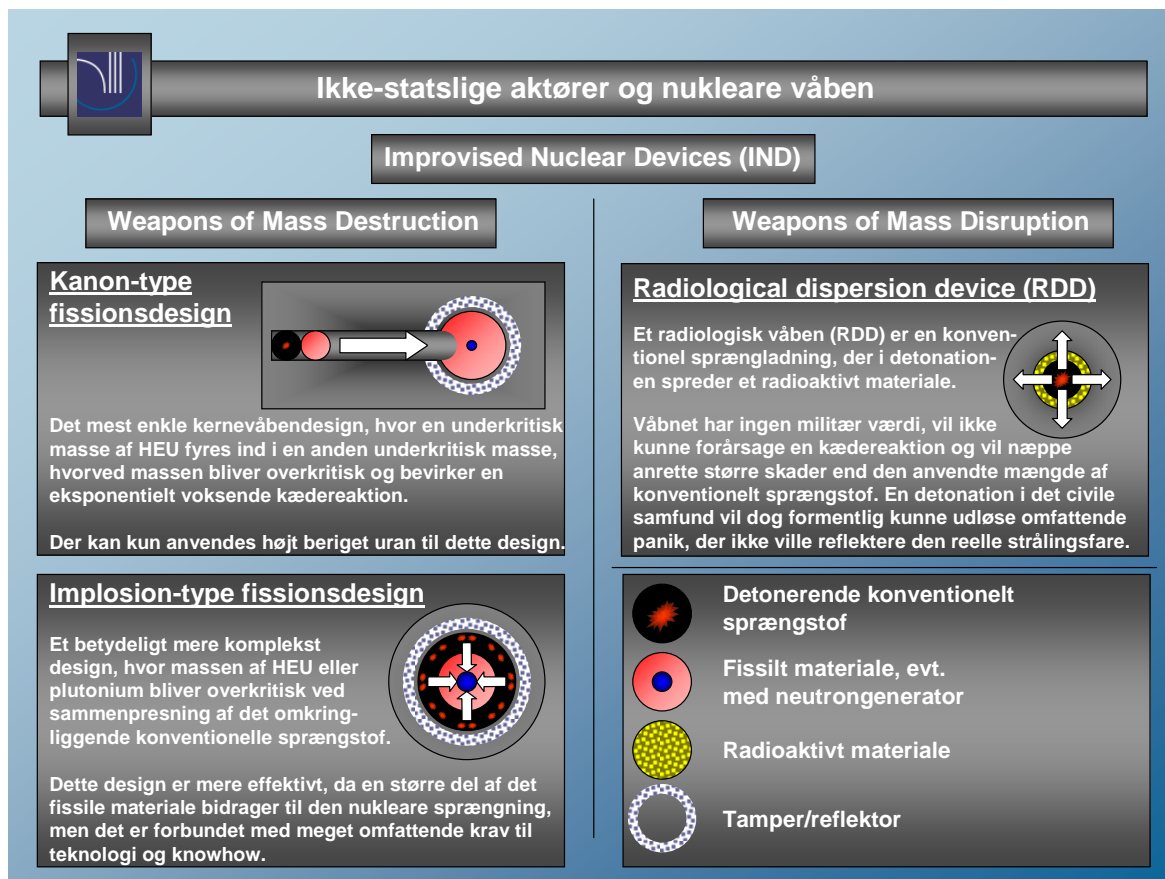 Ikke-statslige aktører og nukleare våben
Improvised Nuclear Devices (IND)
Weapons of Mass Destruction
Kanon-type
fissionsdesign
Det mest enkle kernevåbendesign, hvor en underkritisk
masse af HEU fyres ind i en anden underkritisk masse,
hvorved massen bliver overkritisk og bevirker en
eksponentielt voksende kædereaktion.
Der kan kun anvendes højt beriget uran til dette design.
Implosion-type fissionsdesign
Et betydeligt mere komplekst
design, hvor massen af HEU eller
plutonium bliver overkritisk ved
sammenpresning af det omkring-
liggende konventionelle sprængstof.
Dette design er mere effektivt, da en større del af det
fissile materiale bidrager til den nukleare sprængning,
men det er forbundet med meget omfattende krav til
teknologi og knowhow.
Weapons of Mass Disruption
Radiological dispersion device (RDD)
Et radiologisk våben (RDD) er en konven-
tionel sprængladning, der i detonation-
en spreder et radioaktivt materiale.
Våbnet har ingen militær værdi, vil ikke
kunne forårsage en kædereaktion og vil næppe
anrette større skader end den anvendte mængde af
konventionelt sprængstof. En detonation i det civile
samfund vil dog formentlig kunne udløse omfattende
panik, der ikke ville reflektere den reelle strålingsfare.
Detonerende konventionelt
sprængstof
Fissilt materiale, evt.
med neutrongenerator
Radioaktivt materiale
Tamper/reflektor